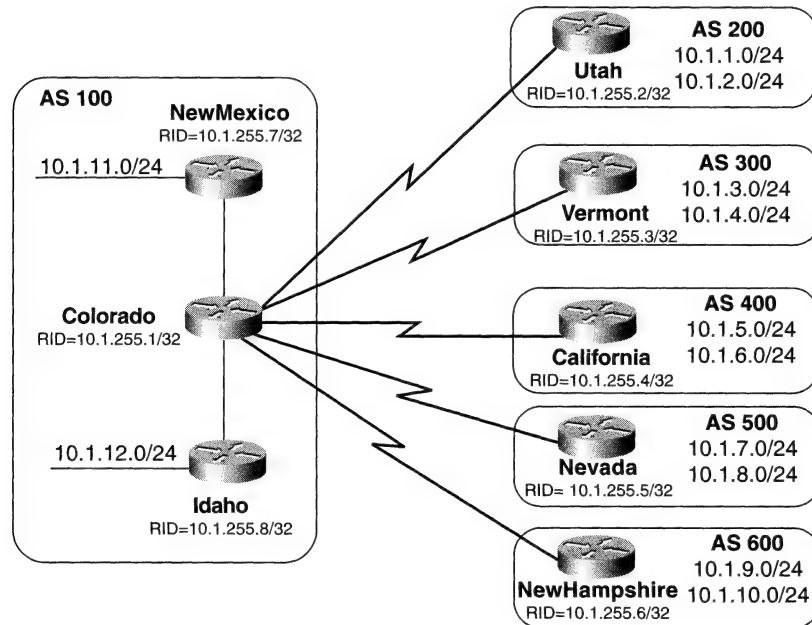 AS 100
NewMexico
RID=10.1.255.7/32
10.1.11.0/24
Colorado
RID=10.1.255.1/32
10.1.12.0/24
Idaho
RID=10.1.255.8/32
AS 200
10.1.1.0/24
10.1.2.0/24
Utah
RID=10.1.255.2/32
AS 300
10.1.3.0/24
10.1.4.0/24
Vermont
RID=10.1.255.3/32
AS 400
10.1.5.0/24
10.1.6.0/24
California
RID=10.1.255.4/32
AS 500
10.1.7.0/24
10.1.8.0/24
Nevada
RID= 10.1.255.5/32
AS 600
10.1.9.0/24
10.1.10.0/24
NewHampshire
RID=10.1.255.6/32